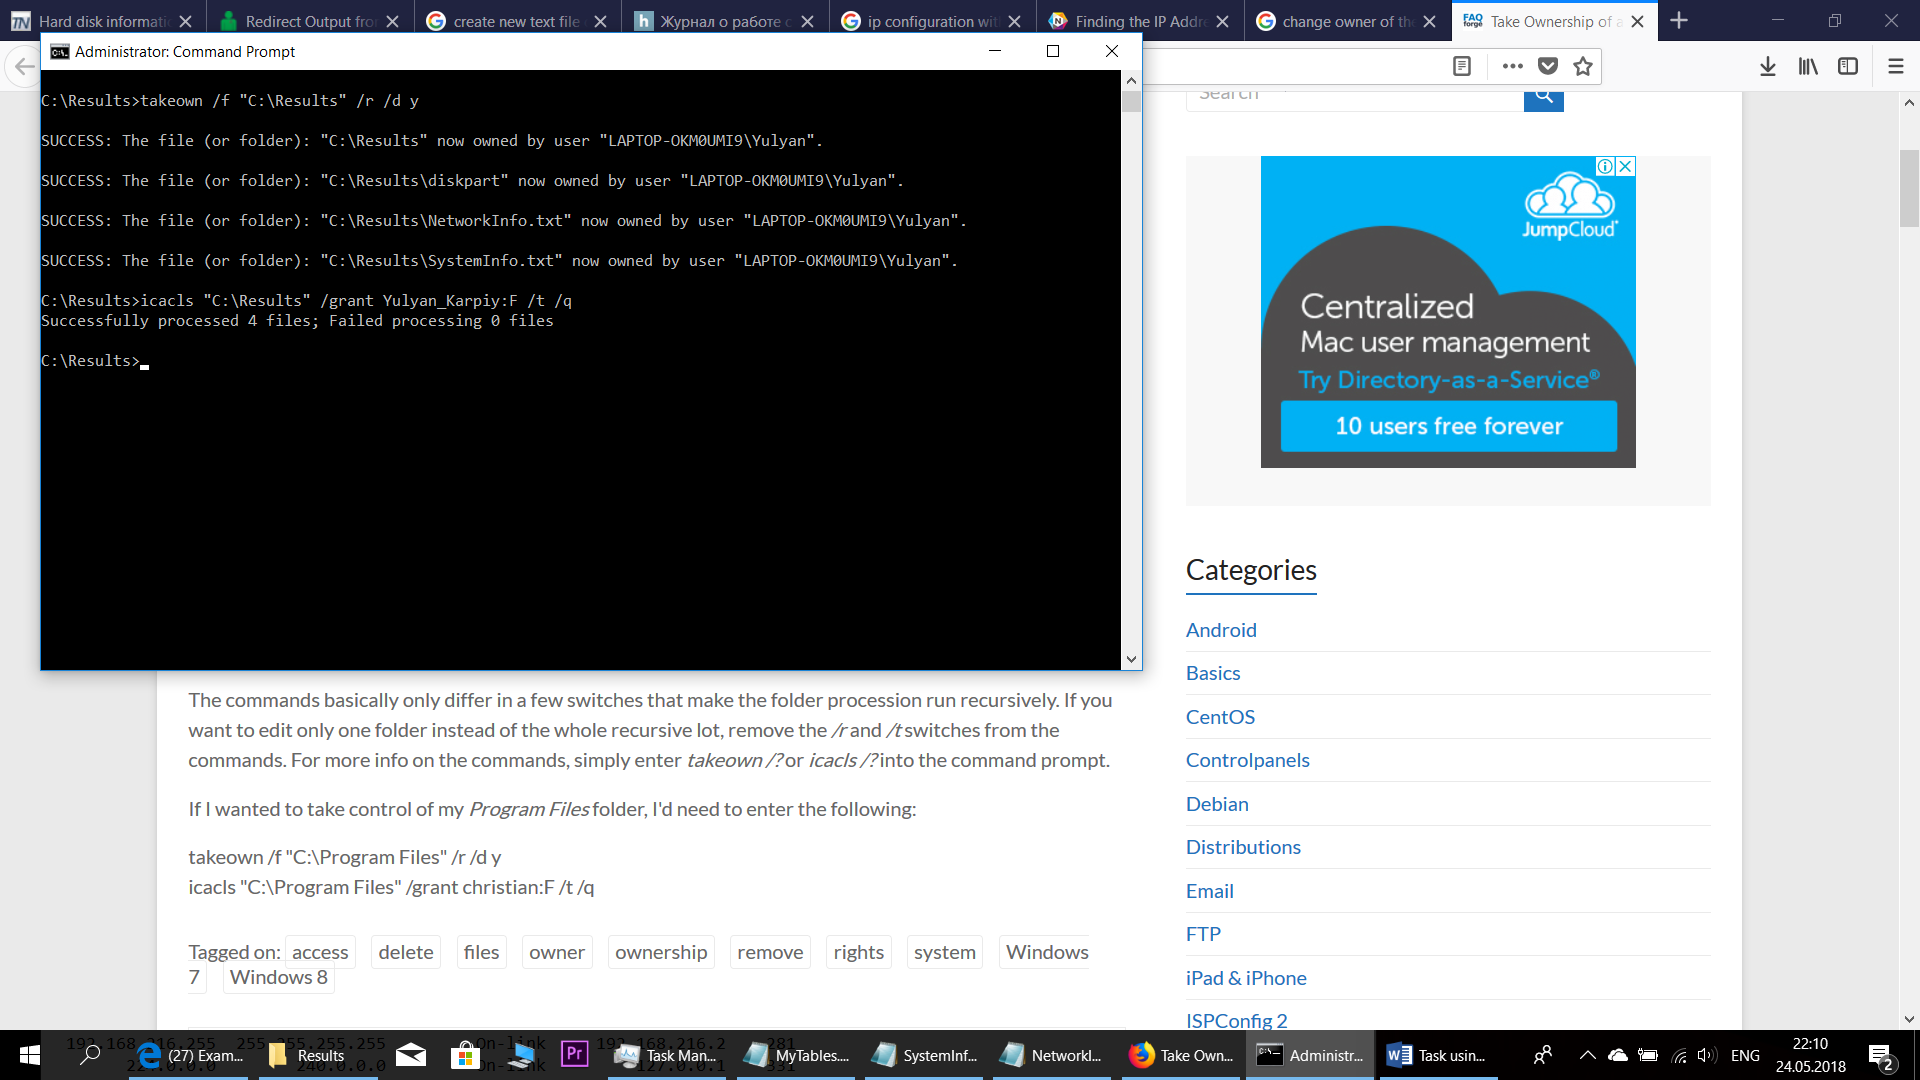 Hard disk informati
Redirect Output fro
create new text file
Журнал о работе с
ip configuration wit
Finding the IP Addr
change owner of the
FAQ forge
Take Ownership of a
Administrator: Command Prompt
C:\Results>takeown /f "C:\Results" /r /d y
SUCCESS: The file (or folder): "C:\Results" now owned by user "LAPTOP-OKM0UMI9\Yulyan".
SUCCESS: The file (or folder): "C:\Results\diskpart" now owned by user "LAPTOP-OKM0UMI9\Yulyan".
SUCCESS: The file (or folder): "C:\Results\NetworkInfo.txt" now owned by user "LAPTOP-OKM0UMI9\Yulyan".
SUCCESS: The file (or folder): "C:\Results\SystemInfo.txt" now owned by user "LAPTOP-OKM0UMI9\Yulyan".
C:\Results>icacls "C:\Results" /grant Yulyan_Karpiy:F /t /q
Successfully processed 4 files; Failed processing 0 files
C:\Results>
Search
JumpCloud
Centralized
Mac user management
Try Directory-as-a-Service®
10 users free forever
Categories
Android
Basics
CentOS
Controlpanels
Debian
Distributions
Email
FTP
iPad & iPhone
ISPConfig 2
The commands basically only differ in a few switches that make the folder procession run recursively. If you
want to edit only one folder instead of the whole recursive lot, remove the /r and /t switches from the
commands. For more info on the commands, simply enter takeown /? or icacls /? into the command prompt.
If I wanted to take control of my Program Files folder, I'd need to enter the following:
takeown /f "C:\Program Files" /r /d y
icacls "C:\Program Files" /grant christian:F /t /q
Tagged on: access delete files owner ownership remove rights system Windows
7 Windows 8
(27) Exam...
Results
Pr
Task Man...
MyTables....
SystemInf...
NetworkI...
Take Own...
Administr...
Task usin...
ENG
22:10
24.05.2018
2